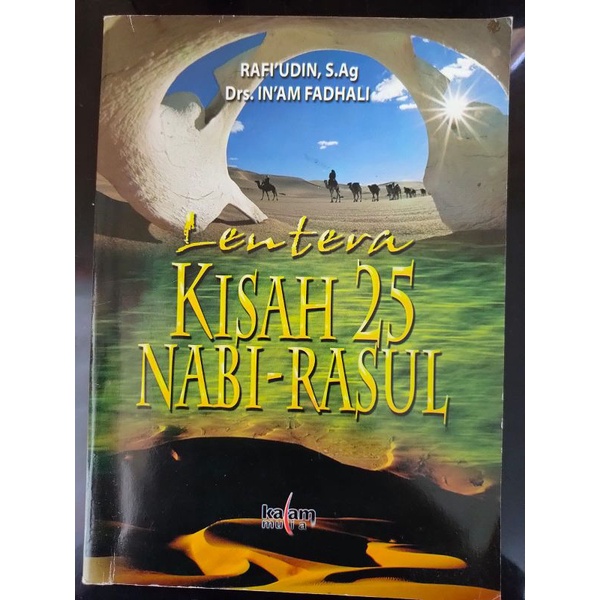 RAFI'UDIN, S.Ag
Drs. IN'AM FADHALI
Lentera
KISAH 25
NABI-RASUL
kalam
mulia